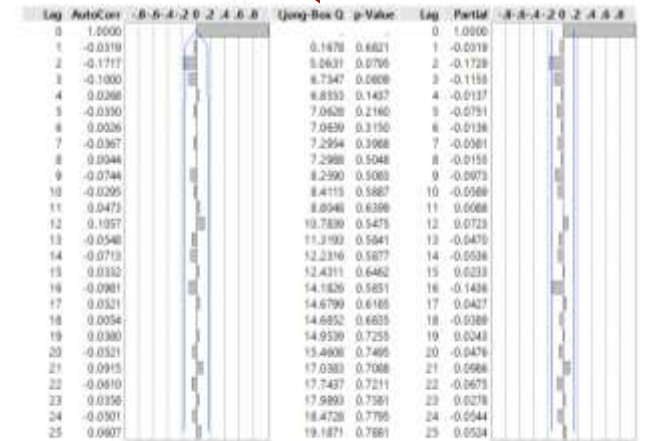 Lag AutoCorr -.8-.6-.4-.2 0 .2 .4 .6 .8 Ljung-Box Q p-Value Lag Partial -.8-.6-.4-.2 0 .2 .4 .6 .8
0 1.0000 . . 0 1.0000
1 -0.0319 0.1678 0.6821 1 -0.0319
2 -0.1717 5.0631 0.0795 2 -0.1729
3 -0.1000 6.7347 0.0809 3 -0.1155
4 0.0268 6.8553 0.1437 4 -0.0137
5 -0.0350 7.0628 0.2160 5 -0.0751
6 0.0026 7.0639 0.3150 6 -0.0136
7 -0.0367 7.2954 0.3988 7 -0.0381
8 0.0044 7.2988 0.5048 8 -0.0155
9 -0.0744 8.2590 0.5083 9 -0.0973
10 -0.0295 8.4115 0.5887 10 -0.0589
11 0.0473 0.6399 11 0.0088
12 0.1057 10.7839 0.5475 12 0.0723
13 -0.0548 11.3193 0.5841 13 -0.0470
14 -0.0713 12.2316 0.5877 14 -0.0536
15 0.0332 12.4311 0.6462 15 0.0233
16 -0.0981 14.1826 0.5851 16 -0.1406
17 0.0521 14.6799 0.6185 17 0.0427
18 0.0054 14.6852 0.6835 18 -0.0389
19 0.0380 14.9539 0.7255 19 0.0243
20 -0.0521 15.4608 0.7495 20 -0.0476
21 0.0915 17.0383 0.7088 21 0.0986
22 -0.0610 17.7437 0.7211 22 -0.0675
23 0.0358 17.9893 0.7581 23 0.0278
24 -0.0501 18.4728 0.7795 24 -0.0544
25 0.0607 19.1871 0.7881 25 0.0524